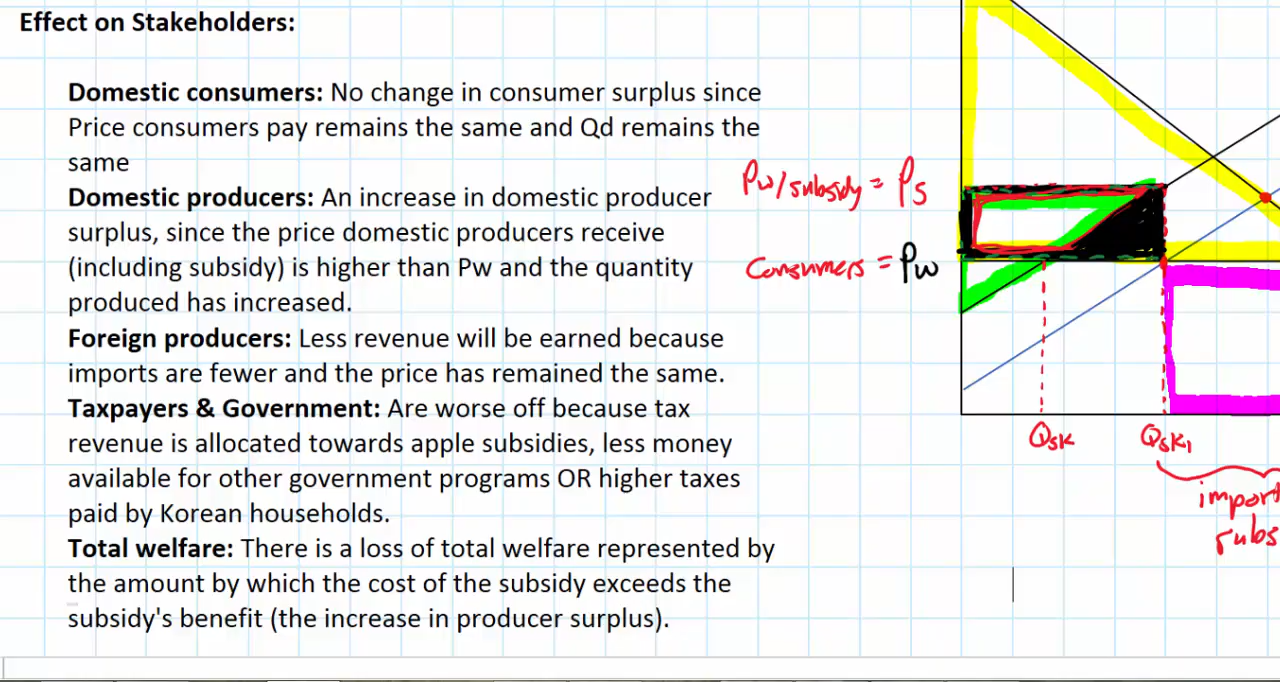 Effect on Stakeholders:
Domestic consumers: No change in consumer surplus since
Price consumers pay remains the same and Qd remains the
same
Domestic producers: An increase in domestic producer
surplus, since the price domestic producers receive
(including subsidy) is higher than Pw and the quantity
produced has increased.
Foreign producers: Less revenue will be earned because
imports are fewer and the price has remained the same.
Taxpayers & Government: Are worse off because tax
revenue is allocated towards apple subsidies, less money
available for other government programs OR higher taxes
paid by Korean households.
Total welfare: There is a loss of total welfare represented by
the amount by which the cost of the subsidy exceeds the
subsidy's benefit (the increase in producer surplus).
Pw/subsidy = Ps
Consumers = Pw
QSK QSK1
import
subs